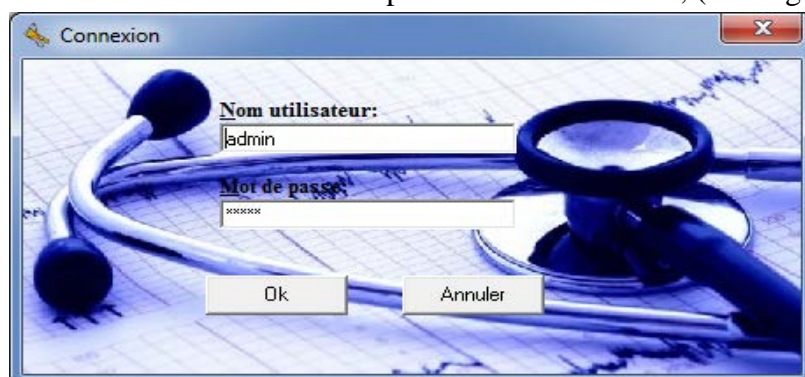 Connexion
Nom utilisateur:
admin
Mot de passe:
*****
Ok Annuler